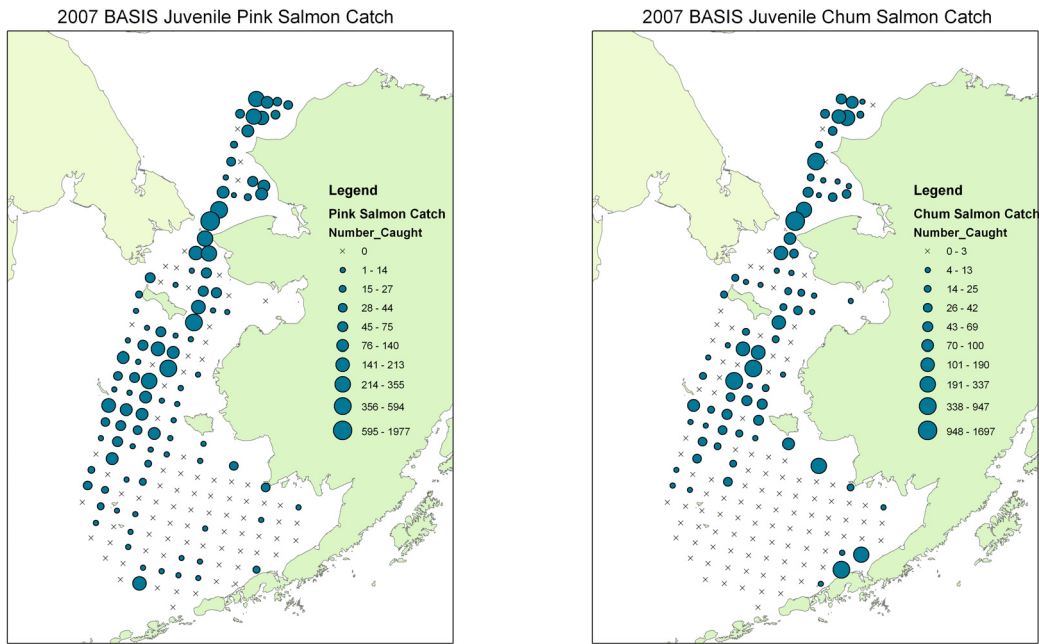 2007 BASIS Juvenile Pink Salmon Catch
Legend
Pink Salmon Catch
Number_Caught
0
1 - 14
15 - 27
28 - 44
45 - 75
76 - 140
141 - 213
214 - 355
356 - 594
595 - 1977
2007 BASIS Juvenile Chum Salmon Catch
Legend
Chum Salmon Catch
Number_Caught
0 - 3
4 - 13
14 - 25
26 - 42
43 - 69
70 - 100
101 - 190
191 - 337
338 - 947
948 - 1697